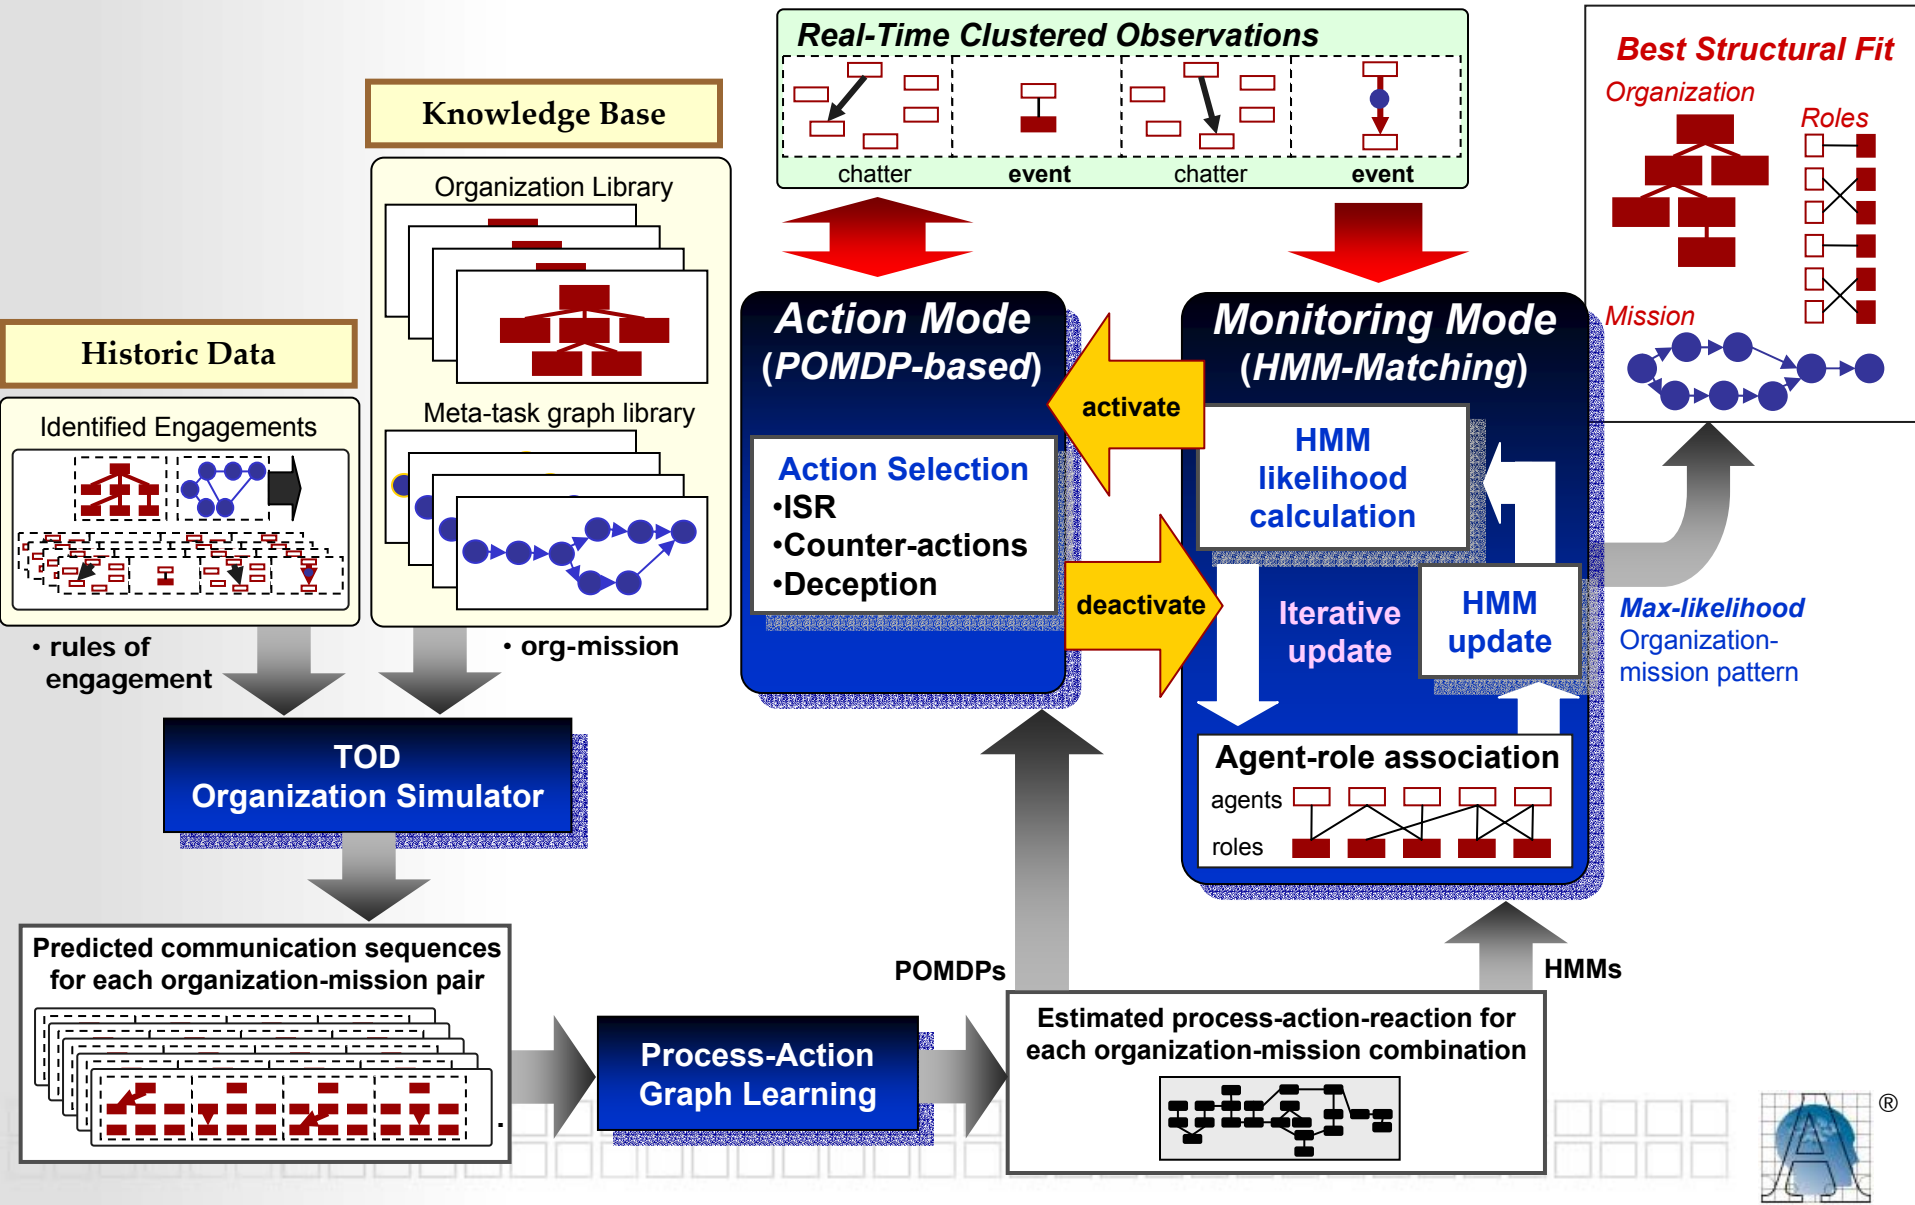 Real-Time Clustered Observations
chatter
event
chatter
event
Best Structural Fit
Organization
Roles
Mission
Knowledge Base
Organization Library
Meta-task graph library
Historic Data
Identified Engagements
• rules of
engagement
• org-mission
Action Mode
(POMDP-based)
Action Selection
•ISR
•Counter-actions
•Deception
activate
deactivate
Monitoring Mode
(HMM-Matching)
HMM
likelihood
calculation
Iterative
update
HMM
update
Agent-role association
agents
roles
Max-likelihood
Organization-
mission pattern
TOD
Organization Simulator
Predicted communication sequences
for each organization-mission pair
.
Process-Action
Graph Learning
POMDPs
HMMs
Estimated process-action-reaction for
each organization-mission combination
A
®